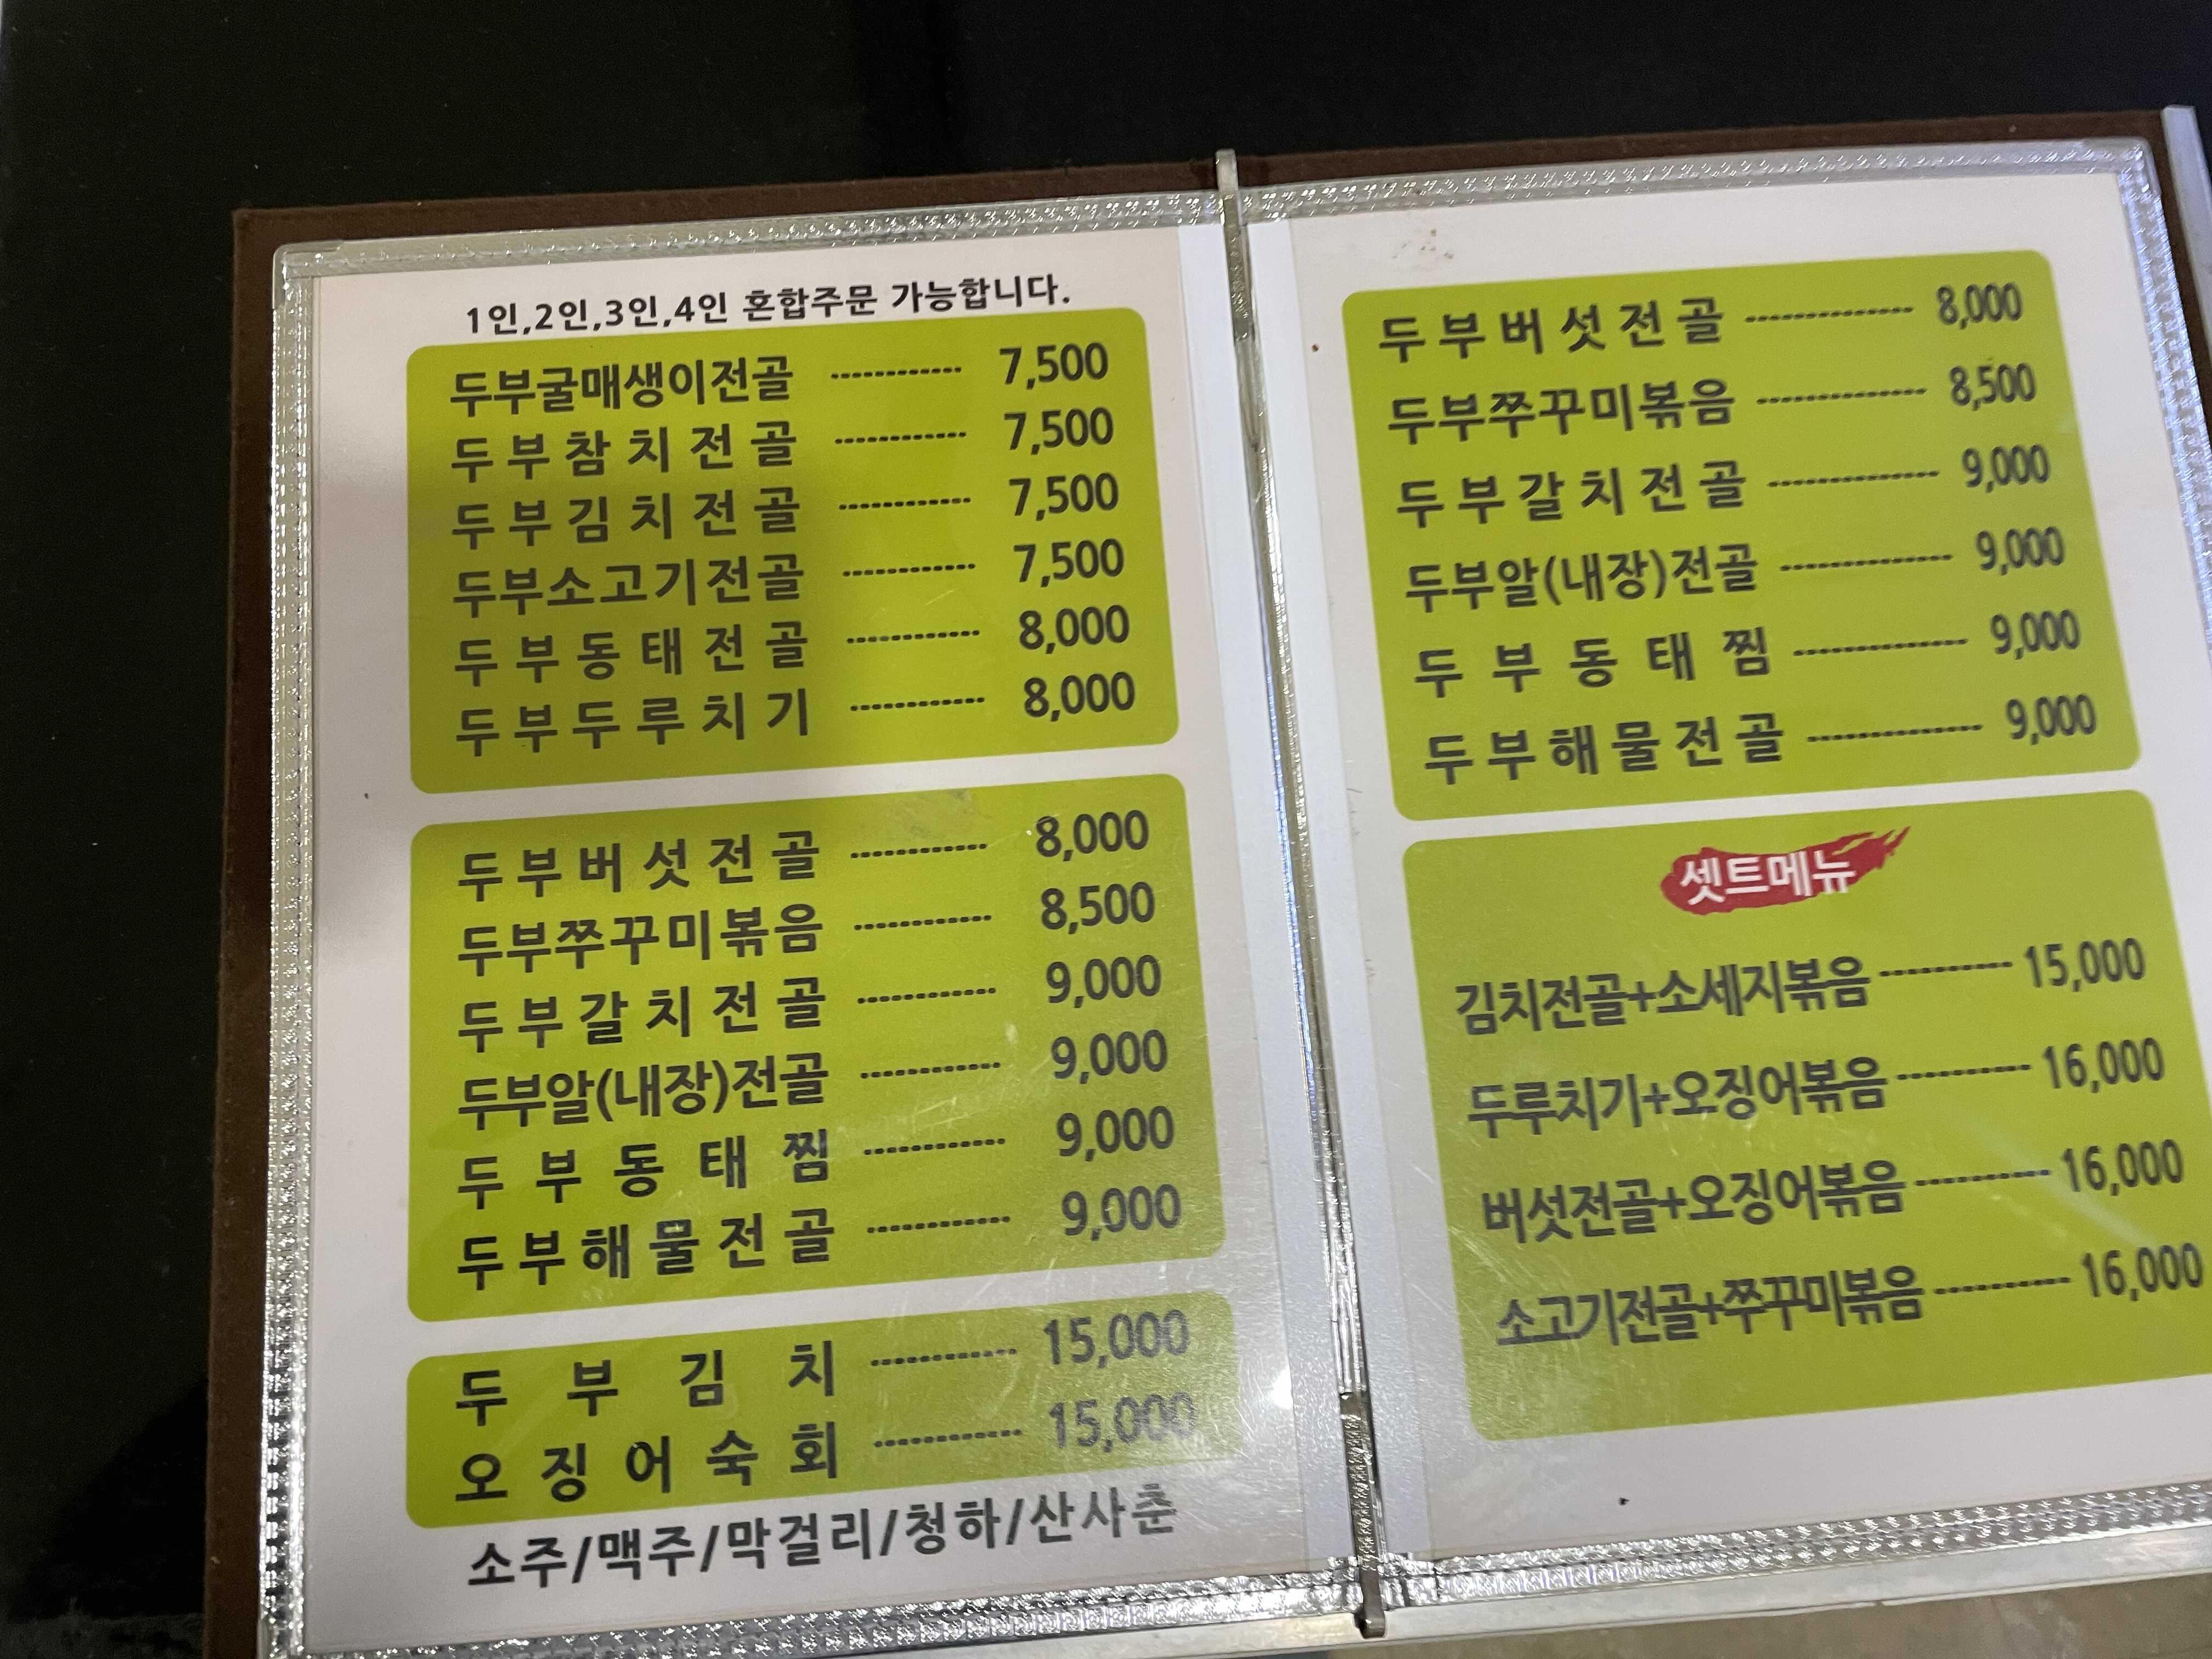 1인,2인,3인,4인 혼합주문 가능합니다.
두부굴매생이전골 ------------ 7,500
두부참치전골 ------------ 7,500
두부김치전골 ------------ 7,500
두부소고기전골 ------------ 7,500
두부동태전골 ------------ 8,000
두부두루치기 ------------ 8,000
두부버섯전골 ------------ 8,000
두부쭈꾸미볶음 ------------ 8,500
두부갈치전골 ------------ 9,000
두부알(내장)전골 ------------ 9,000
두부동태찜 ------------ 9,000
두부해물전골 ------------ 9,000
두부김치 ------------ 15,000
오징어숙회 ------------ 15,000
소주/맥주/막걸리/청하/산사춘
두부버섯전골 ------------ 8,000
두부쭈꾸미볶음 ------------ 8,500
두부갈치전골 ------------ 9,000
두부알(내장)전골 ------------ 9,000
두부동태찜 ------------ 9,000
두부해물전골 ------------ 9,000
셋트메뉴
김치전골+소세지볶음 ---------- 15,000
두루치기+오징어볶음 ---------- 16,000
버섯전골+오징어볶음 ---------- 16,000
소고기전골+쭈꾸미볶음 ---------- 16,000